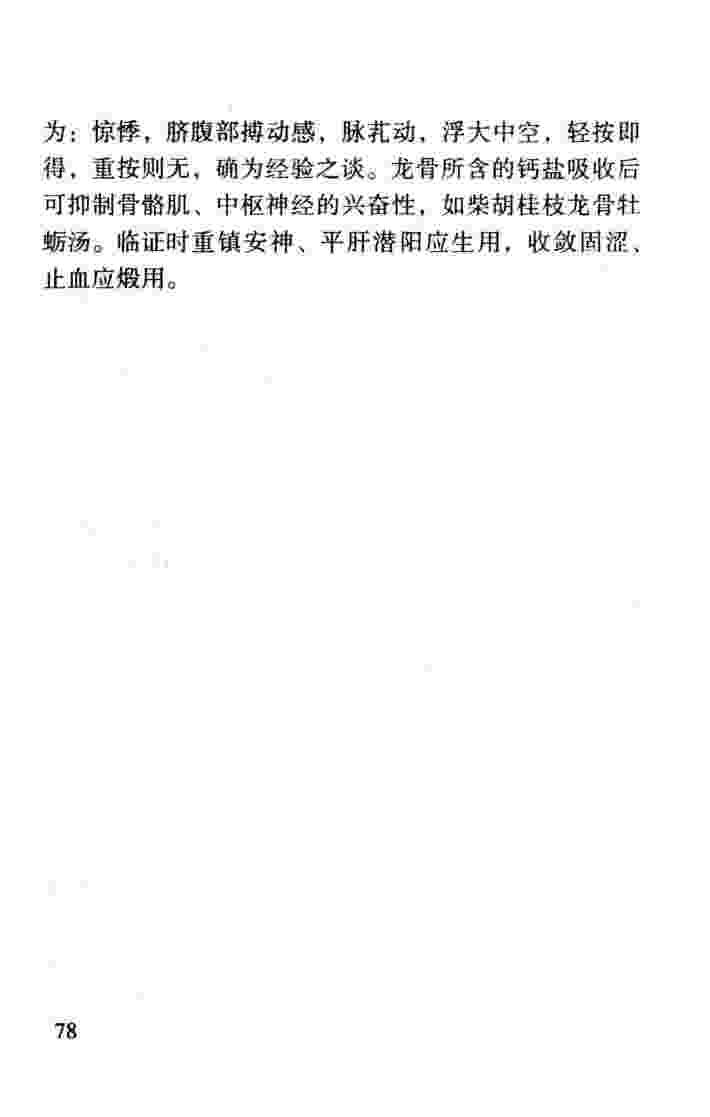 为：惊悸，脐腹部搏动感，脉芤动，浮大中空，轻按即
得，重按则无，确为经验之谈。龙骨所含的钙盐吸收后
可抑制骨骼肌、中枢神经的兴奋性，如柴胡桂枝龙骨牡
蛎汤。临证时重镇安神、平肝潜阳应生用，收敛固涩、
止血应煅用。
78